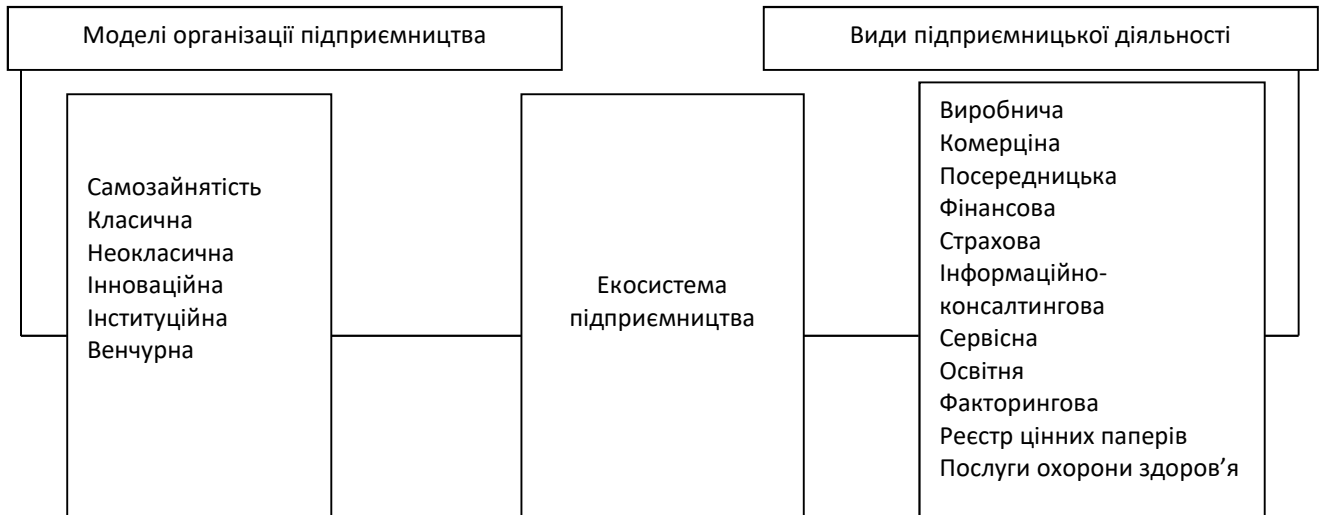 Моделі організації підприємництва
Види підприємницької діяльності
Самозайнятість
Класична
Неокласична
Інноваційна
Інституційна
Венчурна
Екосистема
підприємництва
Виробнича
Комерціна
Посередницька
Фінансова
Страхова
Інформаційно-
консалтингова
Сервісна
Освітня
Факторингова
Реєстр цінних паперів
Послуги охорони здоров’я